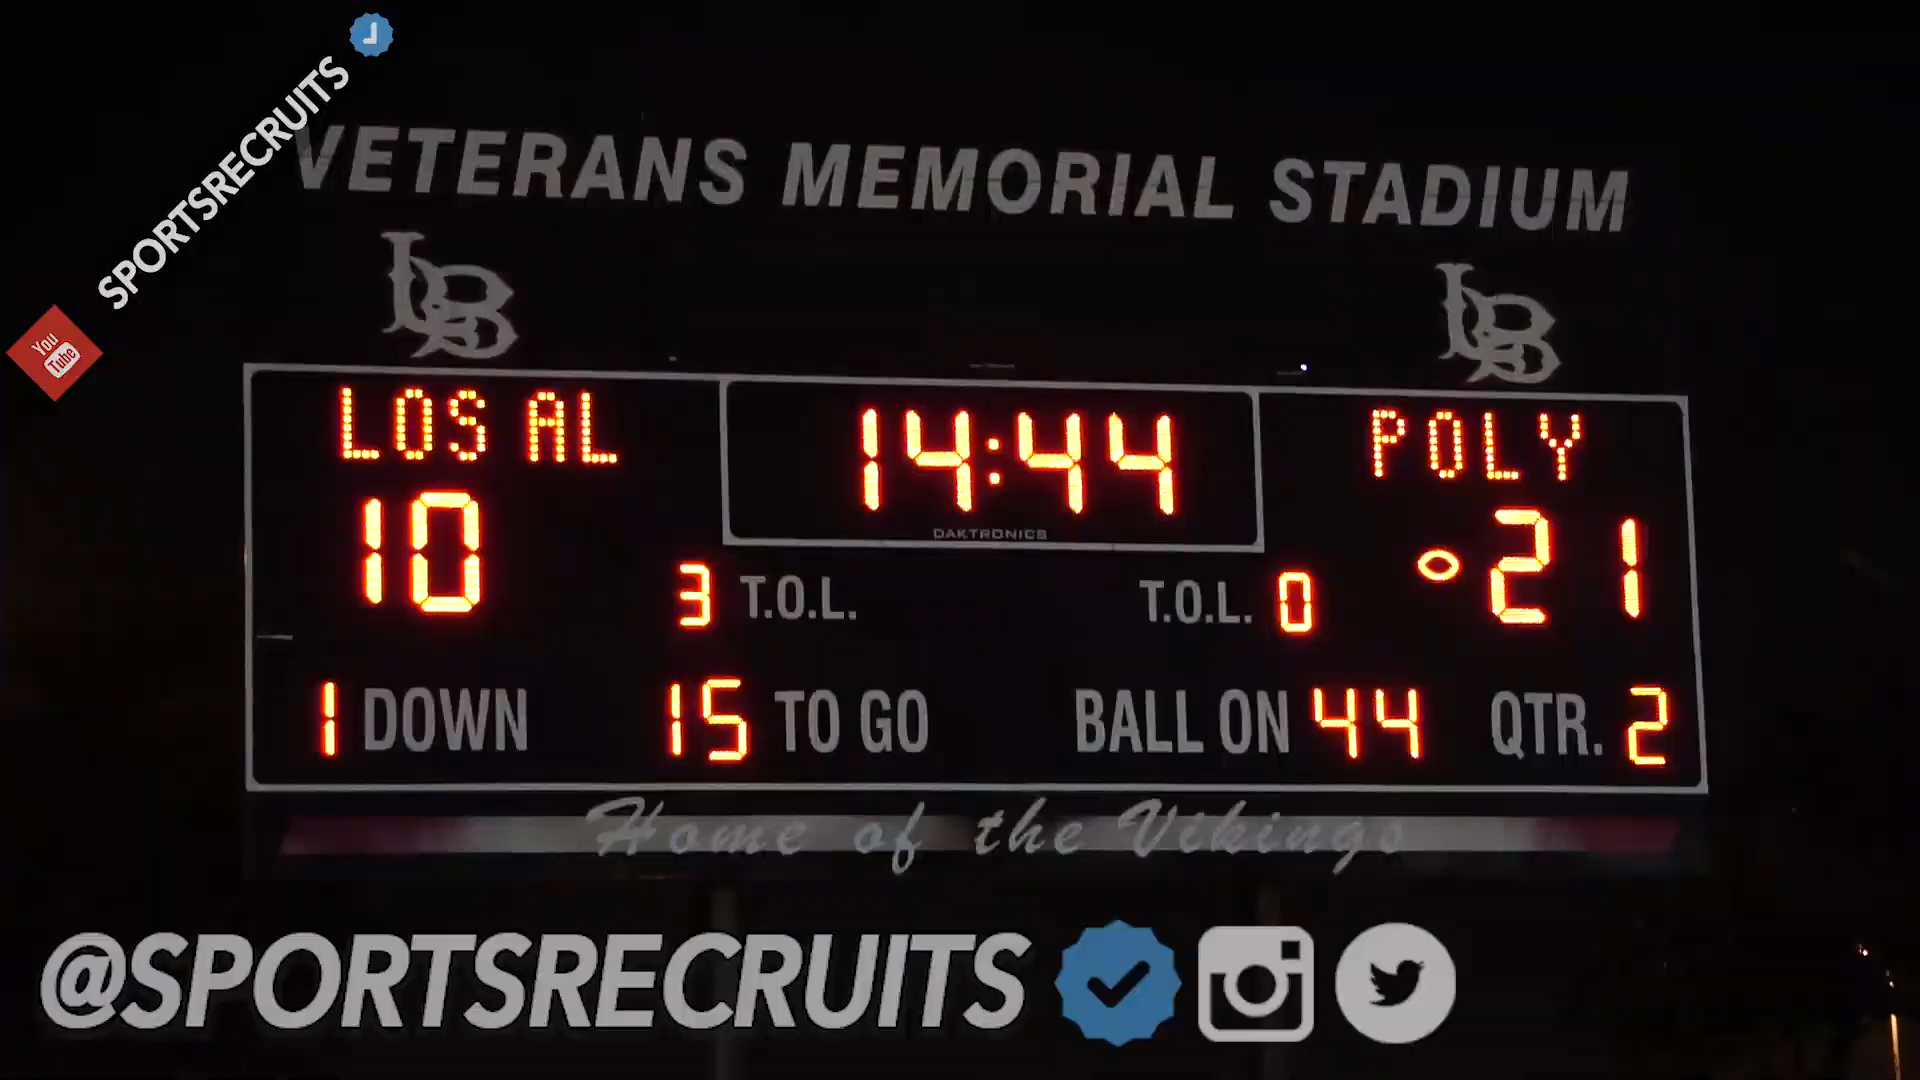 SPORTSRECRUITS
You
Tube
VETERANS MEMORIAL STADIUM
LB LB
LOS AL 14:44 POLY
DAKTRONICS
10 3 T.O.L. T.O.L. 0 21
1 DOWN 15 TO GO BALL ON 44 QTR. 2
Home of the Vikings
@SPORTSRECRUITS